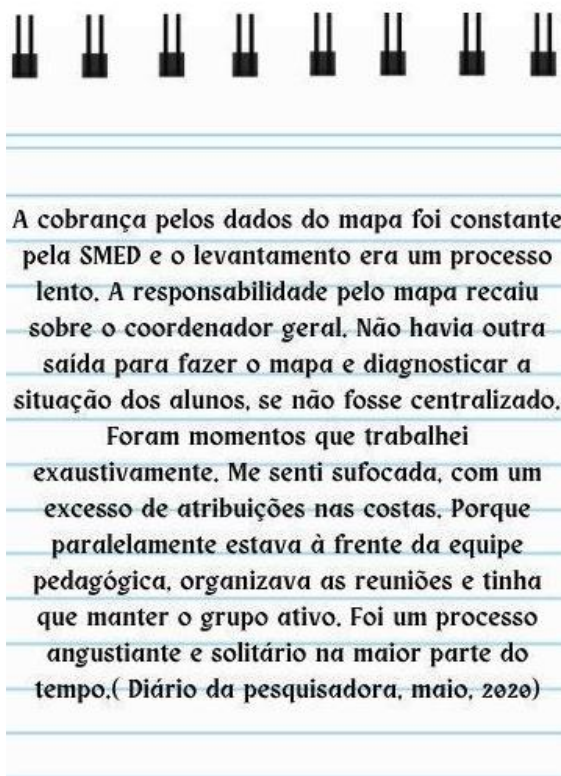 A cobrança pelos dados do mapa foi constante
pela SMED e o levantamento era um processo
lento. A responsabilidade pelo mapa recaiu
sobre o coordenador geral. Não havia outra
saída para fazer o mapa e diagnosticar a
situação dos alunos, se não fosse centralizado.
Foram momentos que trabalhei
exaustivamente. Me senti sufocada, com um
excesso de atribuições nas costas. Porque
paralelamente estava à frente da equipe
pedagógica, organizava as reuniões e tinha
que manter o grupo ativo. Foi um processo
angustiante e solitário na maior parte do
tempo.( Diário da pesquisadora, maio, 2020)